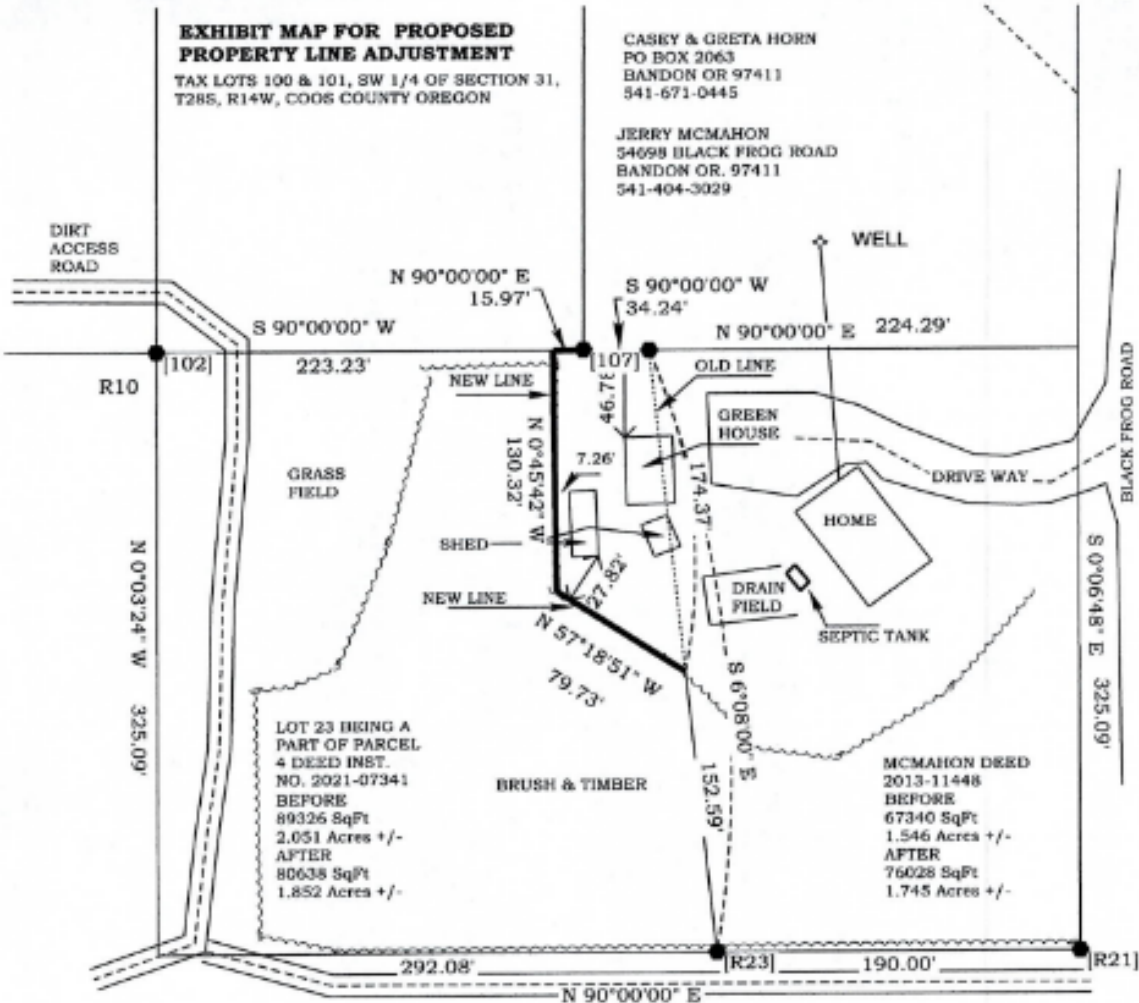 EXHIBIT MAP FOR PROPOSED
PROPERTY LINE ADJUSTMENT
TAX LOTS 100 & 101, SW 1/4 OF SECTION 31,
T28S, R14W, COOS COUNTY OREGON
CASEY & GRETA HORN
PO BOX 2063
BANDON OR 97411
541-671-0445
JERRY MCMAHON
54698 BLACK FROG ROAD
BANDON OR. 97411
541-404-3029
DIRT
ACCESS
ROAD
WELL
N 90°00'00" E
15.97'
S 90°00'00" W
34.24'
S 90°00'00" W
223.23'
N 90°00'00" E
224.29'
[102]
R10
[107]
NEW LINE
OLD LINE
46.78
GREEN
HOUSE
BLACK FROG ROAD
N 0°45'42" W
130.32'
7.26'
174.37'
DRIVE WAY
GRASS
FIELD
HOME
SHED
27.82'
DRAIN
FIELD
SEPTIC TANK
NEW LINE
N 57°18'51" W
79.73'
N 0°03'24" W 325.09'
S 0°06'48" E 325.09'
S 6°08'00" E
152.59'
LOT 23 BEING A
PART OF PARCEL
4 DEED INST.
NO. 2021-07341
BEFORE
89326 SqFt
2.051 Acres +/-
AFTER
80638 SqFt
1.852 Acres +/-
BRUSH & TIMBER
MCMAHON DEED
2013-11448
BEFORE
67340 SqFt
1.546 Acres +/-
AFTER
76028 SqFt
1.745 Acres +/-
292.08'
[R23]
190.00'
[R21]
N 90°00'00" E